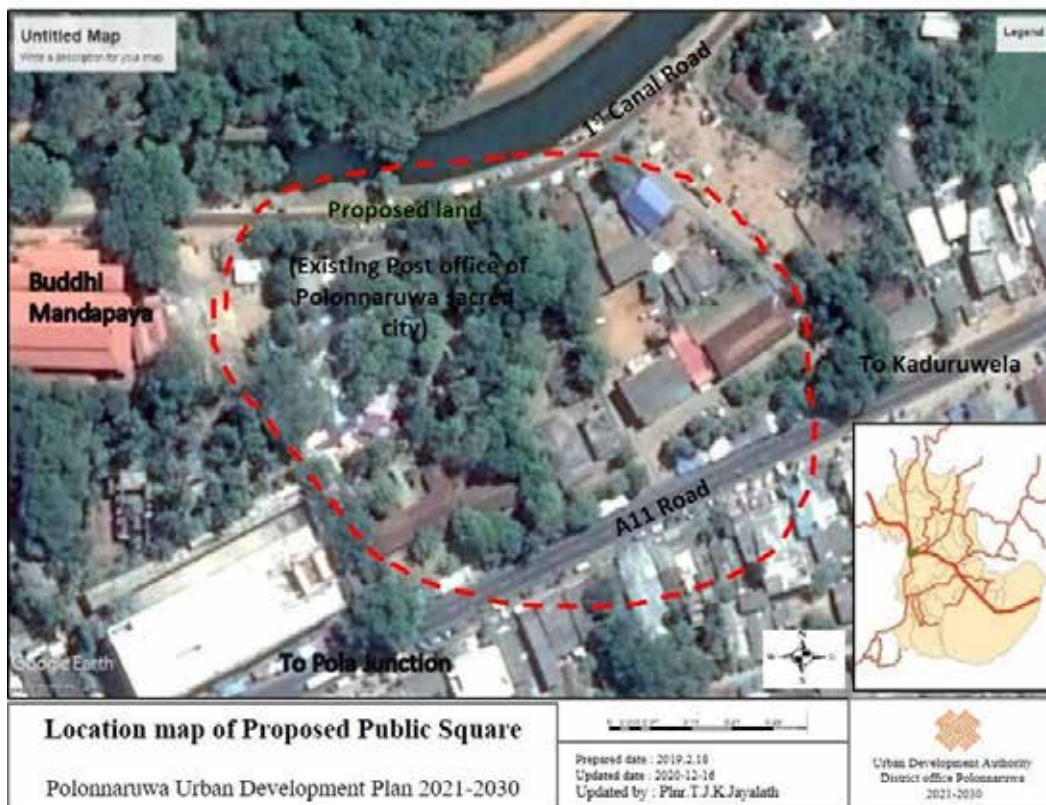 Untitled Map
Write a description for your map
Legend
1st Canal Road
Proposed land
(Existing Post office of
Polonnaruwa sacred
city)
Buddhi
Mandapaya
To Kaduruwela
A11 Road
To Pola Junction
Google Earth
Location map of Proposed Public Square
Polonnaruwa Urban Development Plan 2021-2030
Prepared date : 2019.2.18
Updated date : 2020-12-16
Updated by : Plnr.T.J.K.Jayalath
Urban Development Authority
District office Polonnaruwa
2021-2030